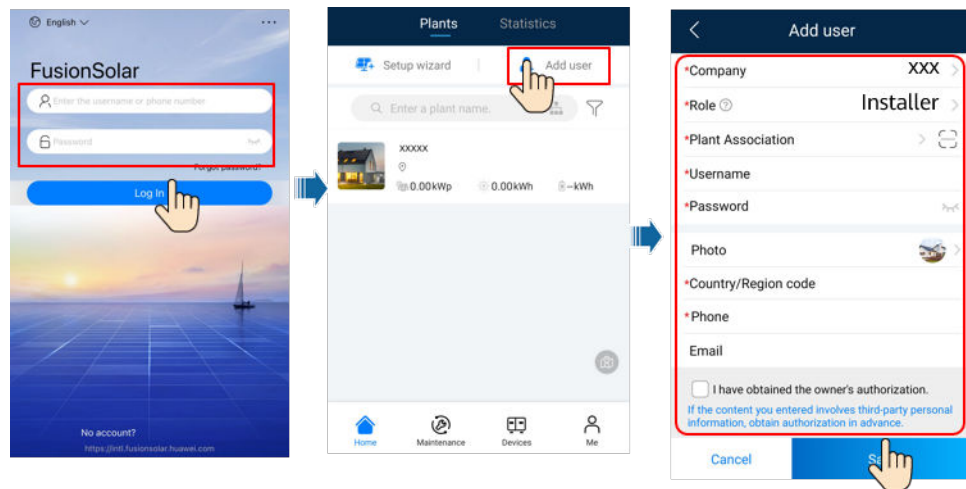 English
FusionSolar
Enter the username or phone number
Password
Forgot password?
Log In
No account?
https://intl.fusionsolar.huawei.com
Plants Statistics
Setup wizard Add user
Enter a plant name.
xxxxx
0.00kWp 0.00kWh –kWh
Home Maintenance Devices Me
Add user
*Company XXX
*Role Installer
*Plant Association
*Username
*Password
Photo
*Country/Region code
*Phone
Email
I have obtained the owner's authorization.
If the content you entered involves third-party personal
information, obtain authorization in advance.
Cancel